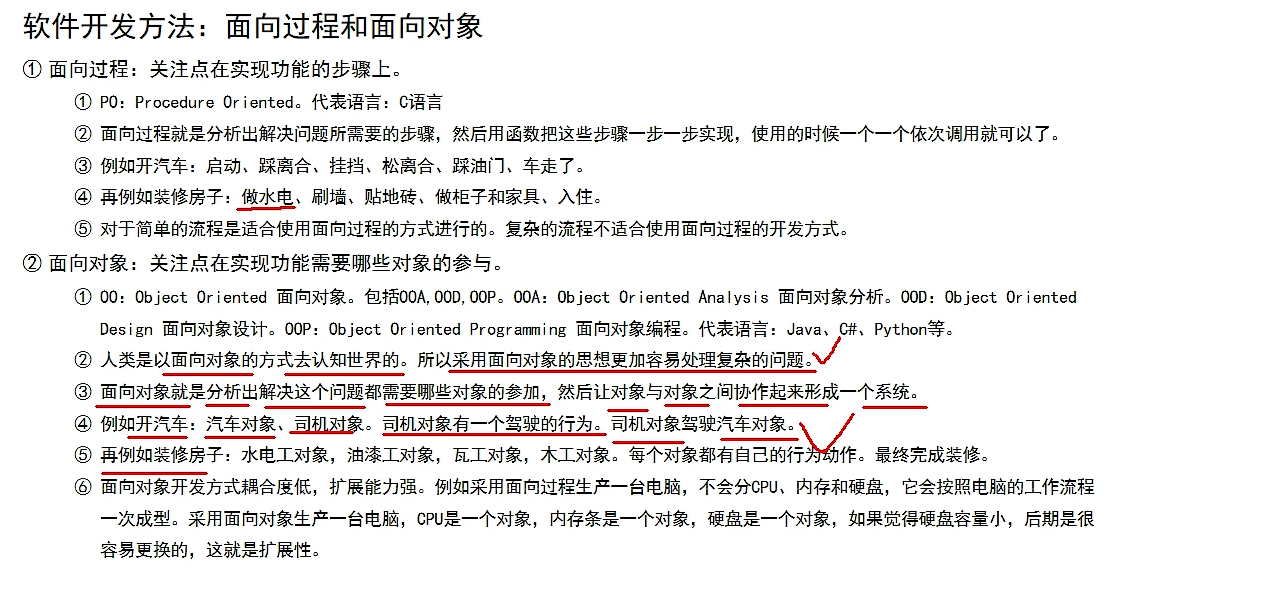 软件开发方法：面向过程和面向对象
① 面向过程：关注点在实现功能的步骤上。
① PO：Procedure Oriented。代表语言：C语言
② 面向过程就是分析出解决问题所需要的步骤，然后用函数把这些步骤一步一步实现，使用的时候一个一个依次调用就可以了。
③ 例如开汽车：启动、踩离合、挂挡、松离合、踩油门、车走了。
④ 再例如装修房子：做水电、刷墙、贴地砖、做柜子和家具、入住。
⑤ 对于简单的流程是适合使用面向过程的方式进行的。复杂的流程不适合使用面向过程的开发方式。
② 面向对象：关注点在实现功能需要哪些对象的参与。
① OO：Object Oriented 面向对象。包括OOA,OOD,OOP。OOA：Object Oriented Analysis 面向对象分析。OOD：Object Oriented
Design 面向对象设计。OOP：Object Oriented Programming 面向对象编程。代表语言：Java、C#、Python等。
② 人类是以面向对象的方式去认知世界的。所以采用面向对象的思想更加容易处理复杂的问题。
③ 面向对象就是分析出解决这个问题都需要哪些对象的参加，然后让对象与对象之间协作起来形成一个系统。
④ 例如开汽车：汽车对象、司机对象。司机对象有一个驾驶的行为。司机对象驾驶汽车对象。
⑤ 再例如装修房子：水电工对象，油漆工对象，瓦工对象，木工对象。每个对象都有自己的行为动作。最终完成装修。
⑥ 面向对象开发方式耦合度低，扩展能力强。例如采用面向过程生产一台电脑，不会分CPU、内存和硬盘，它会按照电脑的工作流程
一次成型。采用面向对象生产一台电脑，CPU是一个对象，内存条是一个对象，硬盘是一个对象，如果觉得硬盘容量小，后期是很
容易更换的，这就是扩展性。